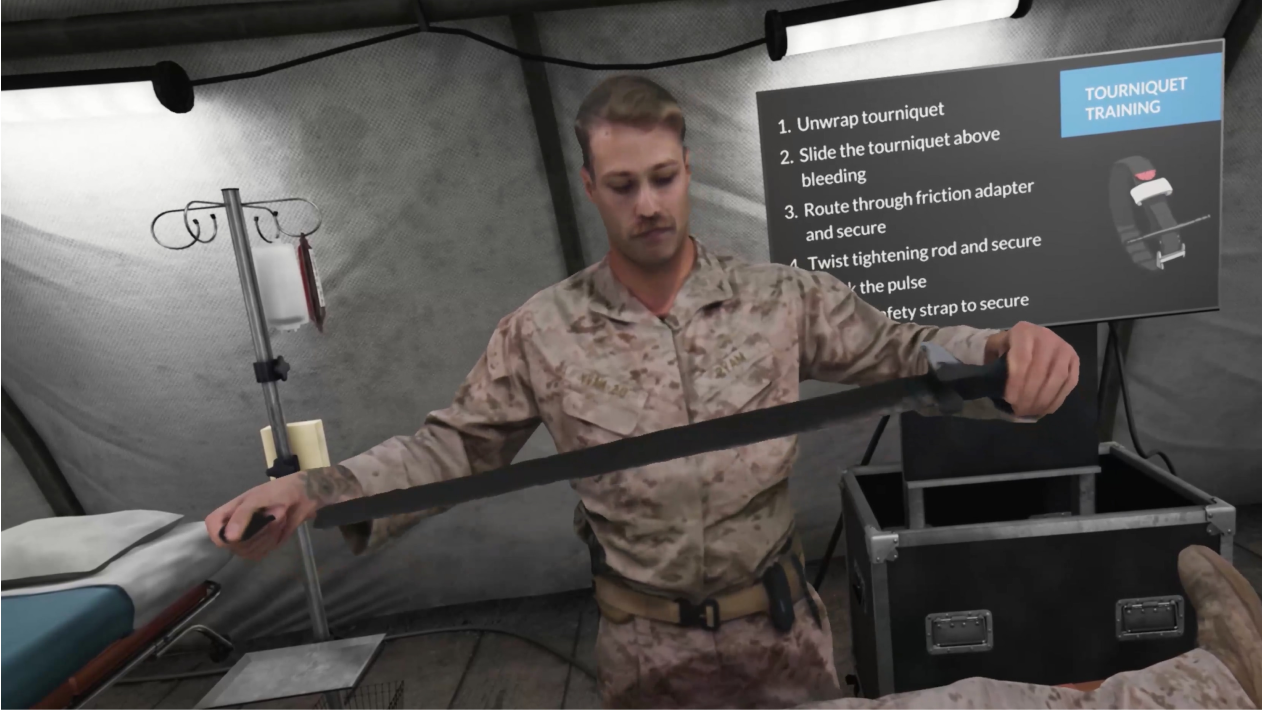 TOURNIQUET
TRAINING
1. Unwrap tourniquet
2. Slide the tourniquet above
bleeding
3. Route through friction adapter
and secure
4. Twist tightening rod and secure
the pulse
strap to secure